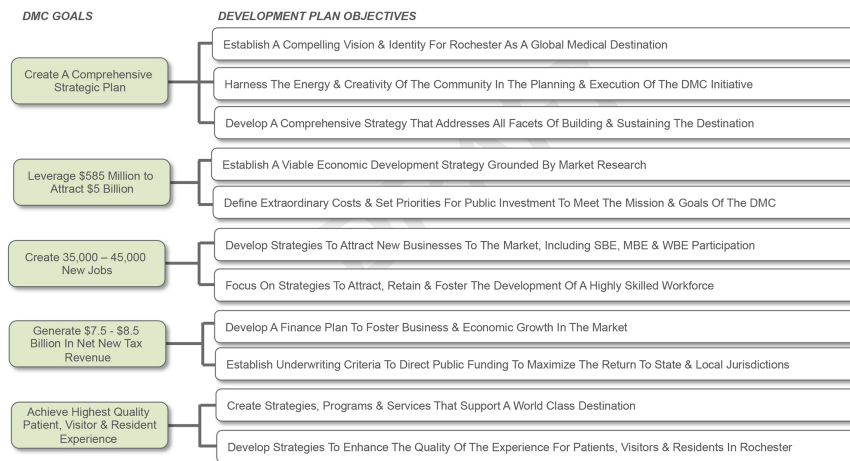 DMC GOALS
DEVELOPMENT PLAN OBJECTIVES
Create A Comprehensive
Strategic Plan
Establish A Compelling Vision & Identity For Rochester As A Global Medical Destination
Harness The Energy & Creativity Of The Community In The Planning & Execution Of The DMC Initiative
Develop A Comprehensive Strategy That Addresses All Facets Of Building & Sustaining The Destination
Leverage $585 Million to
Attract $5 Billion
Establish A Viable Economic Development Strategy Grounded By Market Research
Define Extraordinary Costs & Set Priorities For Public Investment To Meet The Mission & Goals Of The DMC
Create 35,000 – 45,000
New Jobs
Develop Strategies To Attract New Businesses To The Market, Including SBE, MBE & WBE Participation
Focus On Strategies To Attract, Retain & Foster The Development Of A Highly Skilled Workforce
Generate $7.5 - $8.5
Billion In Net New Tax
Revenue
Develop A Finance Plan To Foster Business & Economic Growth In The Market
Establish Underwriting Criteria To Direct Public Funding To Maximize The Return To State & Local Jurisdictions
Achieve Highest Quality
Patient, Visitor & Resident
Experience
Create Strategies, Programs & Services That Support A World Class Destination
Develop Strategies To Enhance The Quality Of The Experience For Patients, Visitors & Residents In Rochester